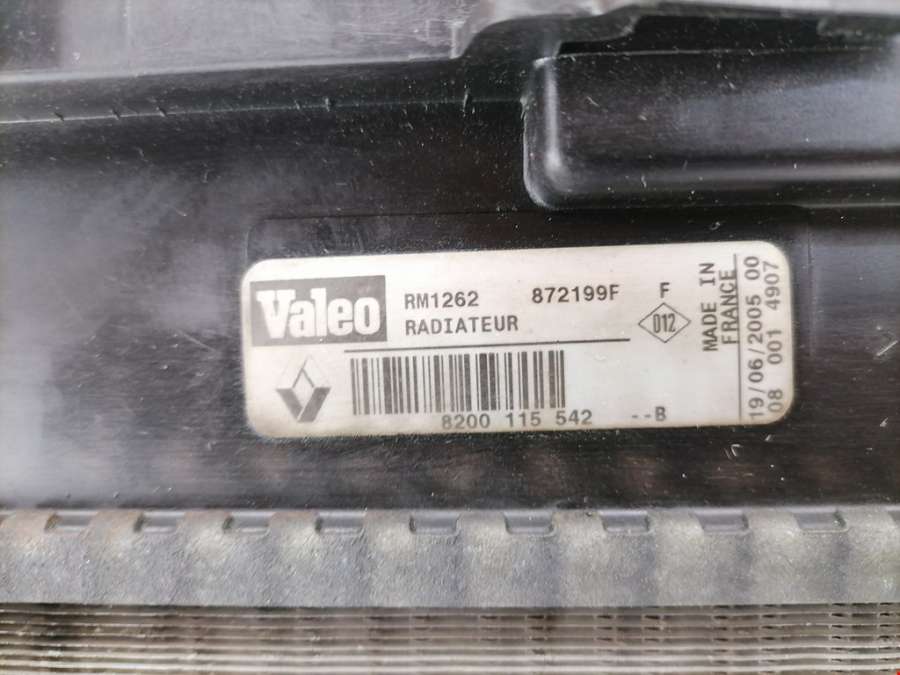 Valeo
RM1262 872199F F
RADIATEUR
D12
8200 115 542 --B
MADE IN
FRANCE
19/06/2005 00
08 001 4907